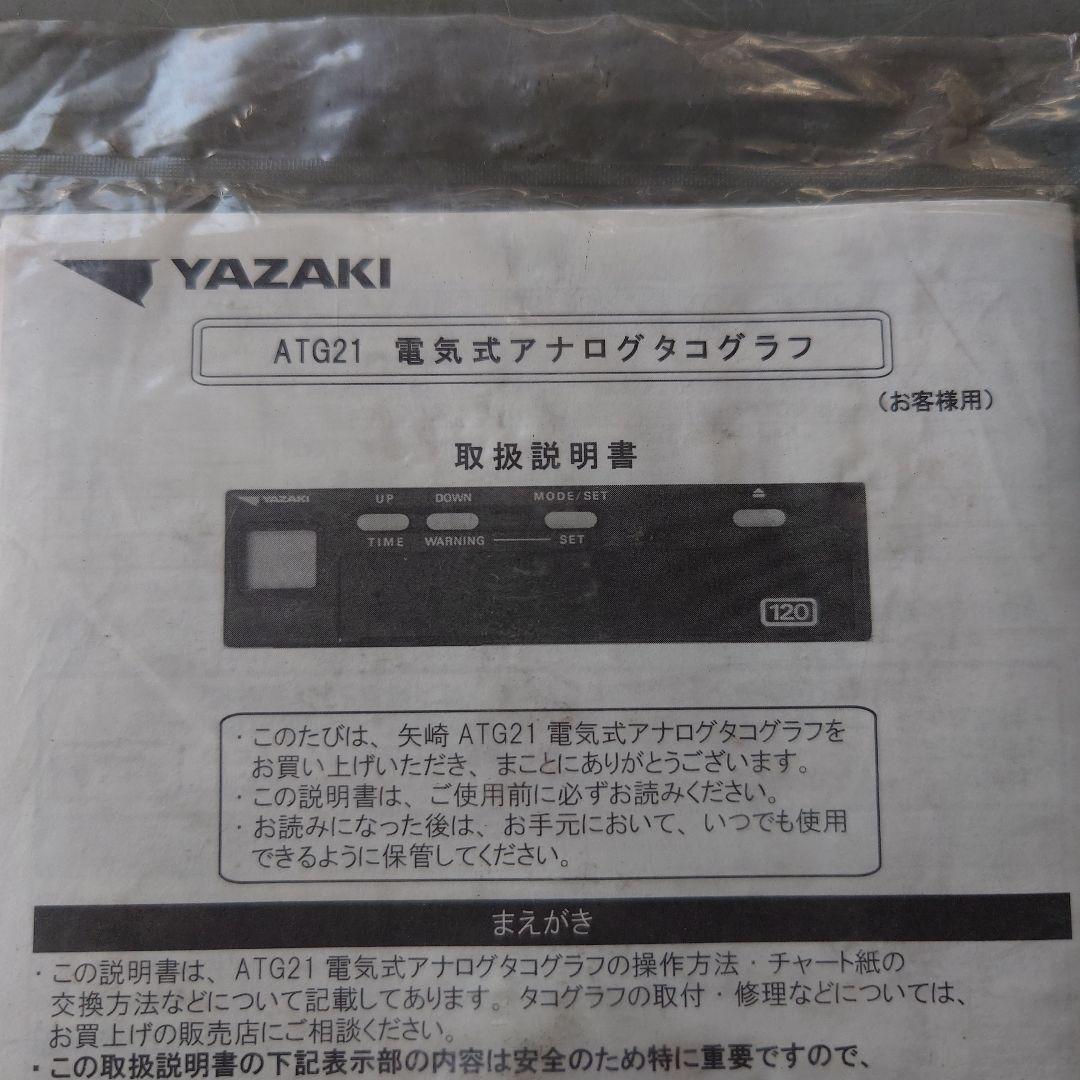 YAZAKI
ATG21 電気式アナログタコグラフ
（お客様用）
取扱説明書
YAZAKI
UP DOWN MODE/SET
TIME WARNING SET
120
・このたびは、矢崎 ATG21 電気式アナログタコグラフを
お買い上げいただき、まことにありがとうございます。
・この説明書は、ご使用前に必ずお読みください。
・お読みになった後は、お手元において、いつでも使用
できるように保管してください。
まえがき
・この説明書は、ATG21 電気式アナログタコグラフの操作方法・チャート紙の
交換方法などについて記載してあります。タコグラフの取付・修理などについては、
お買上げの販売店にご相談ください。
・この取扱説明書の下記表示部の内容は安全のため特に重要ですので、